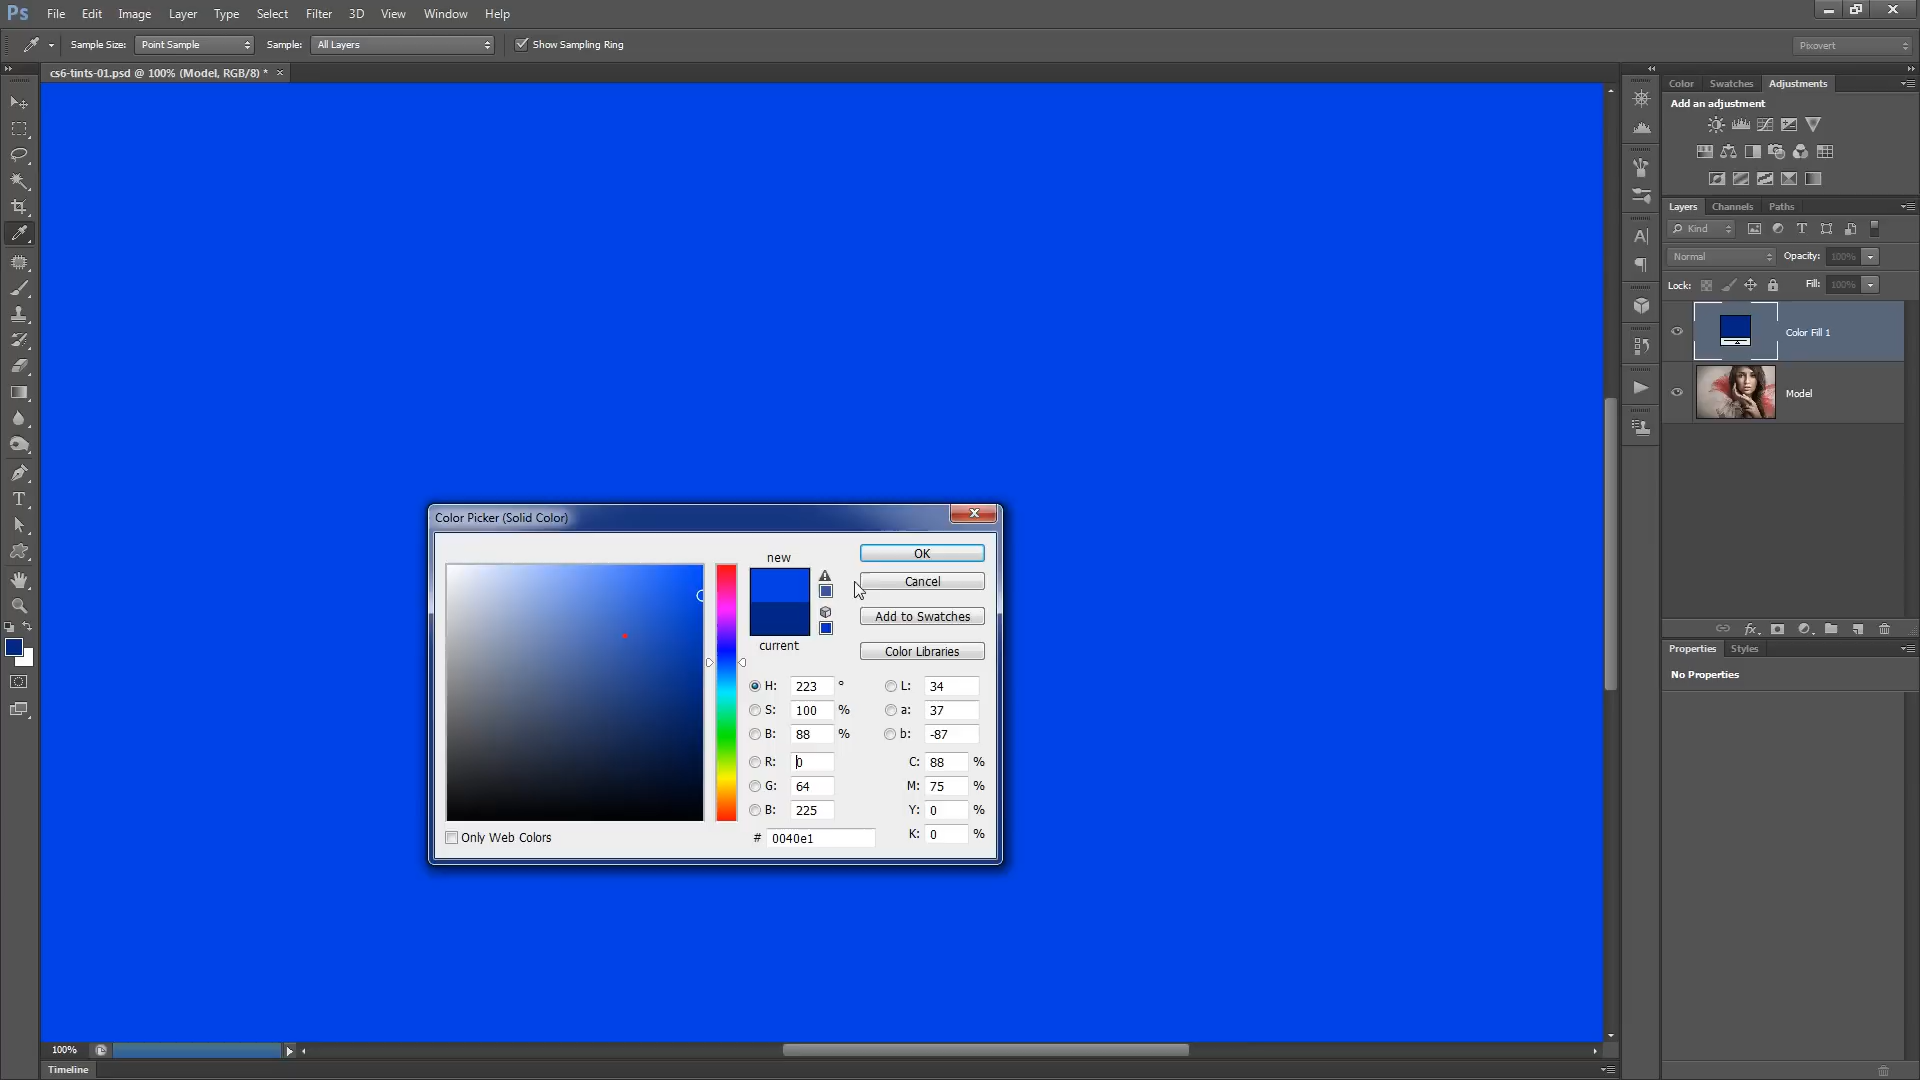 Ps File Edit Image Layer Type Select Filter 3D View Window Help
Sample Size: Point Sample Sample: All Layers Show Sampling Ring Pixovert
cs6-tints-01.psd @ 100% (Model, RGB/8) * ×
Color Swatches Adjustments
Add an adjustment
Layers Channels Paths
Kind
Normal Opacity: 100%
Lock: Fill: 100%
Color Fill 1
Model
Properties Styles
No Properties
Color Picker (Solid Color)
new
current
OK
Cancel
Add to Swatches
Color Libraries
H: 223 ° L: 34
S: 100 % a: 37
B: 88 % b: -87
R: 0 C: 88 %
G: 64 M: 75 %
B: 225 Y: 0 %
# 0040e1 K: 0 %
Only Web Colors
100%
Timeline